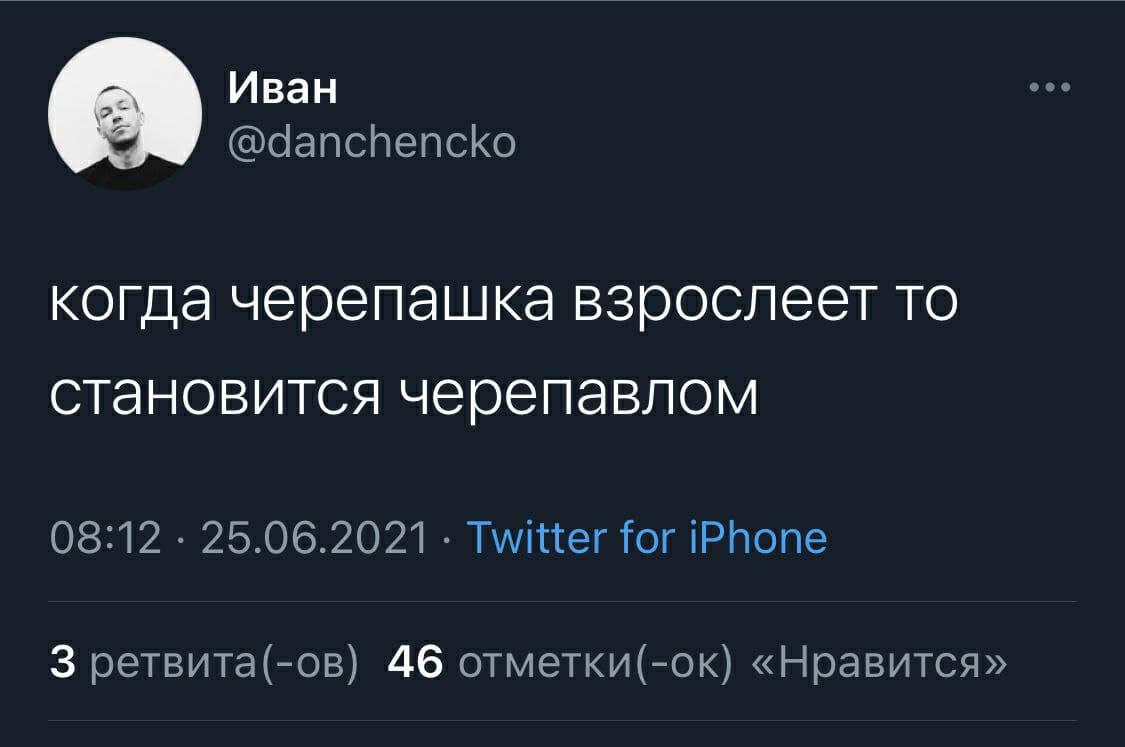 Иван
@danchencko
когда черепашка взрослеет то
становится черепавлом
08:12 · 25.06.2021 · Twitter for iPhone
3 ретвита(-ов) 46 отметки(-ок) «Нравится»